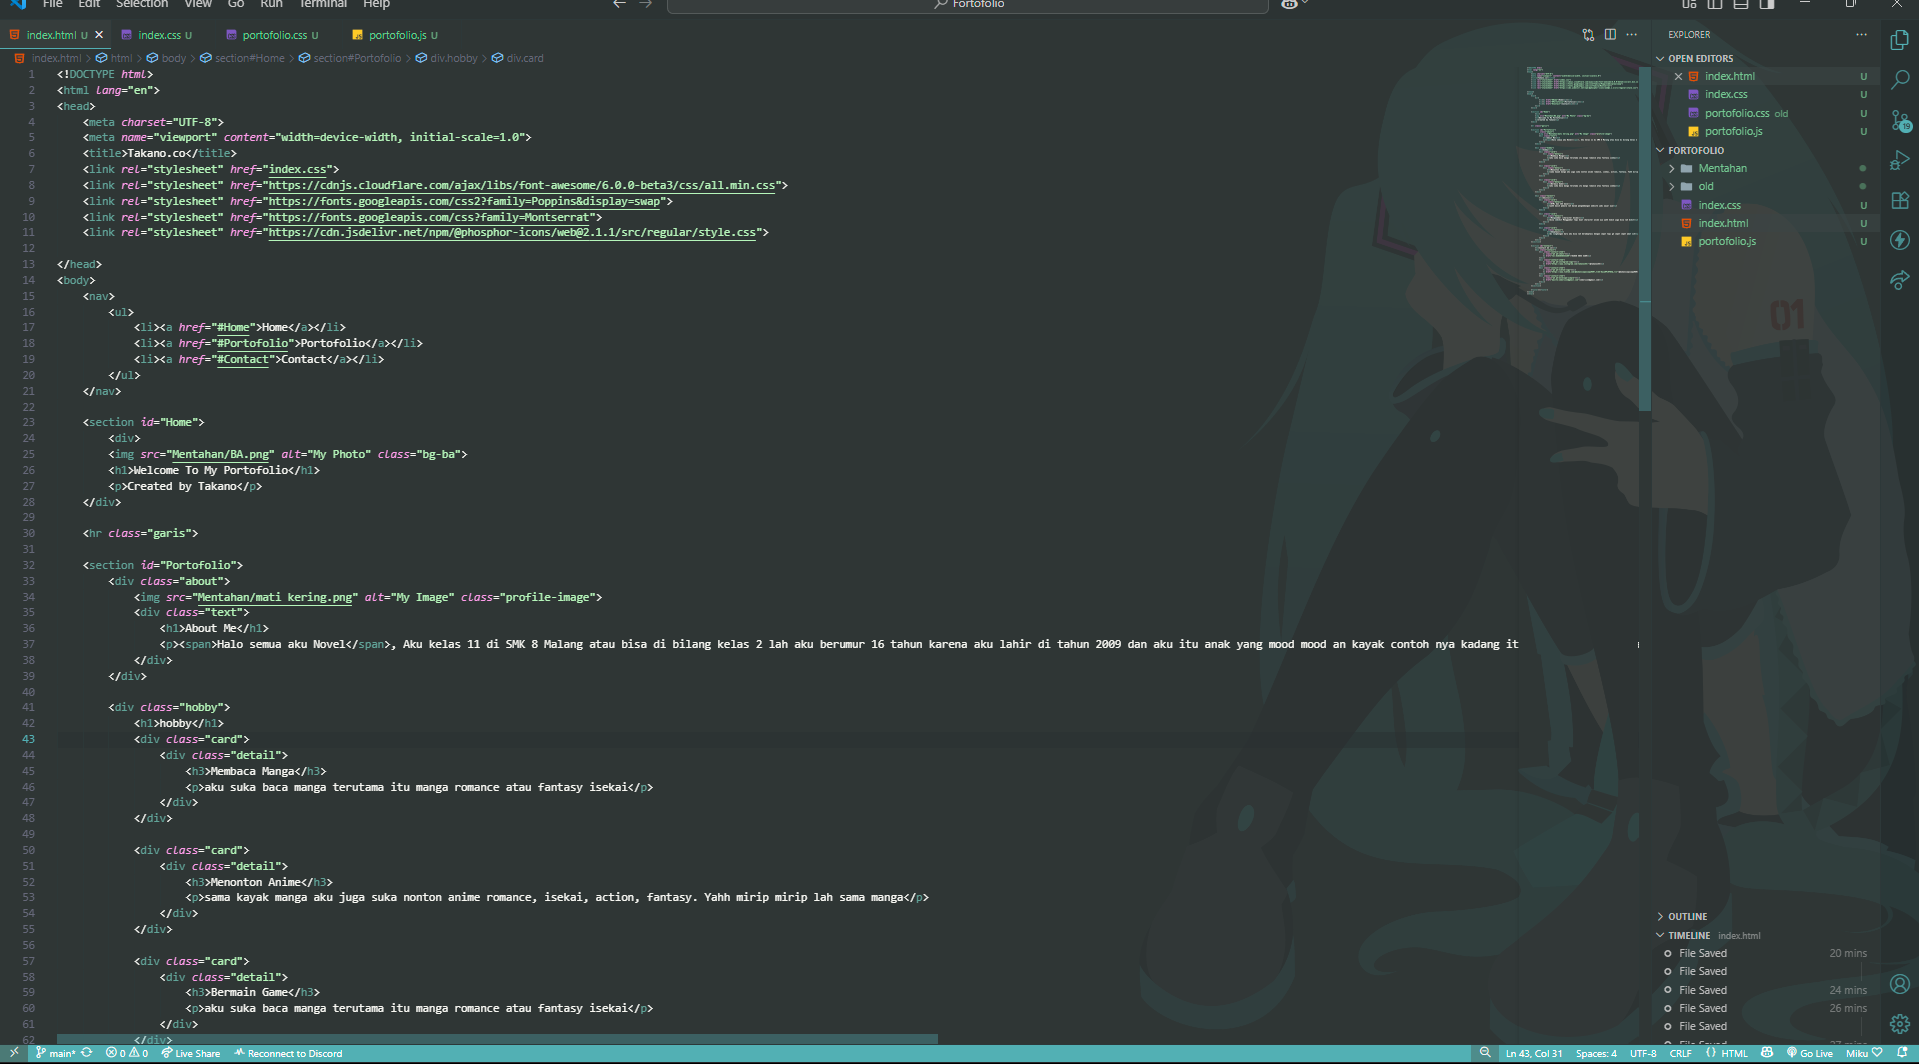 File Edit Selection View Go Run Terminal Help
Fortofolio
index.html U
index.css U
portofolio.css U
portofolio.js U
index.html > html > body > section#Home > section#Portofolio > div.hobby > div.card
1 <!DOCTYPE html>
2 <html lang="en">
3 <head>
4 <meta charset="UTF-8">
5 <meta name="viewport" content="width=device-width, initial-scale=1.0">
6 <title>Takano.co</title>
7 <link rel="stylesheet" href="index.css">
8 <link rel="stylesheet" href="https://cdnjs.cloudflare.com/ajax/libs/font-awesome/6.0.0-beta3/css/all.min.css">
9 <link rel="stylesheet" href="https://fonts.googleapis.com/css2?family=Poppins&display=swap">
10 <link rel="stylesheet" href="https://fonts.googleapis.com/css?family=Montserrat">
11 <link rel="stylesheet" href="https://cdn.jsdelivr.net/npm/@phosphor-icons/web@2.1.1/src/regular/style.css">
12
13 </head>
14 <body>
15 <nav>
16 <ul>
17 <li><a href="#Home">Home</a></li>
18 <li><a href="#Portofolio">Portofolio</a></li>
19 <li><a href="#Contact">Contact</a></li>
20 </ul>
21 </nav>
22
23 <section id="Home">
24 <div>
25 <img src="Mentahan/BA.png" alt="My Photo" class="bg-ba">
26 <h1>Welcome To My Portofolio</h1>
27 <p>Created by Takano</p>
28 </div>
29
30 <hr class="garis">
31
32 <section id="Portofolio">
33 <div class="about">
34 <img src="Mentahan/mati kering.png" alt="My Image" class="profile-image">
35 <div class="text">
36 <h1>About Me</h1>
37 <p><span>Halo semua aku Novel</span>, Aku kelas 11 di SMK 8 Malang atau bisa di bilang kelas 2 lah aku berumur 16 tahun karena aku lahir di tahun 2009 dan aku itu anak yang mood mood an kayak contoh nya kadang it
38 </div>
39 </div>
40
41 <div class="hobby">
42 <h1>hobby</h1>
43 <div class="card">
44 <div class="detail">
45 <h3>Membaca Manga</h3>
46 <p>aku suka baca manga terutama itu manga romance atau fantasy isekai</p>
47 </div>
48 </div>
49
50 <div class="card">
51 <div class="detail">
52 <h3>Menonton Anime</h3>
53 <p>sama kayak manga aku juga suka nonton anime romance, isekai, action, fantasy. Yahh mirip mirip lah sama manga</p>
54 </div>
55 </div>
56
57 <div class="card">
58 <div class="detail">
59 <h3>Bermain Game</h3>
60 <p>aku suka baca manga terutama itu manga romance atau fantasy isekai</p>
61 </div>
62 </div>
EXPLORER
OPEN EDITORS
index.html U
index.css U
portofolio.css old U
portofolio.js U
FORTOFOLIO
Mentahan
old
index.css U
index.html U
portofolio.js U
19
01
OUTLINE
TIMELINE index.html
File Saved 20 mins
File Saved
File Saved 24 mins
File Saved 26 mins
File Saved
main* 0 0 Live Share Reconnect to Discord
Ln 43, Col 31 Spaces: 4 UTF-8 CRLF {} HTML Go Live Miku